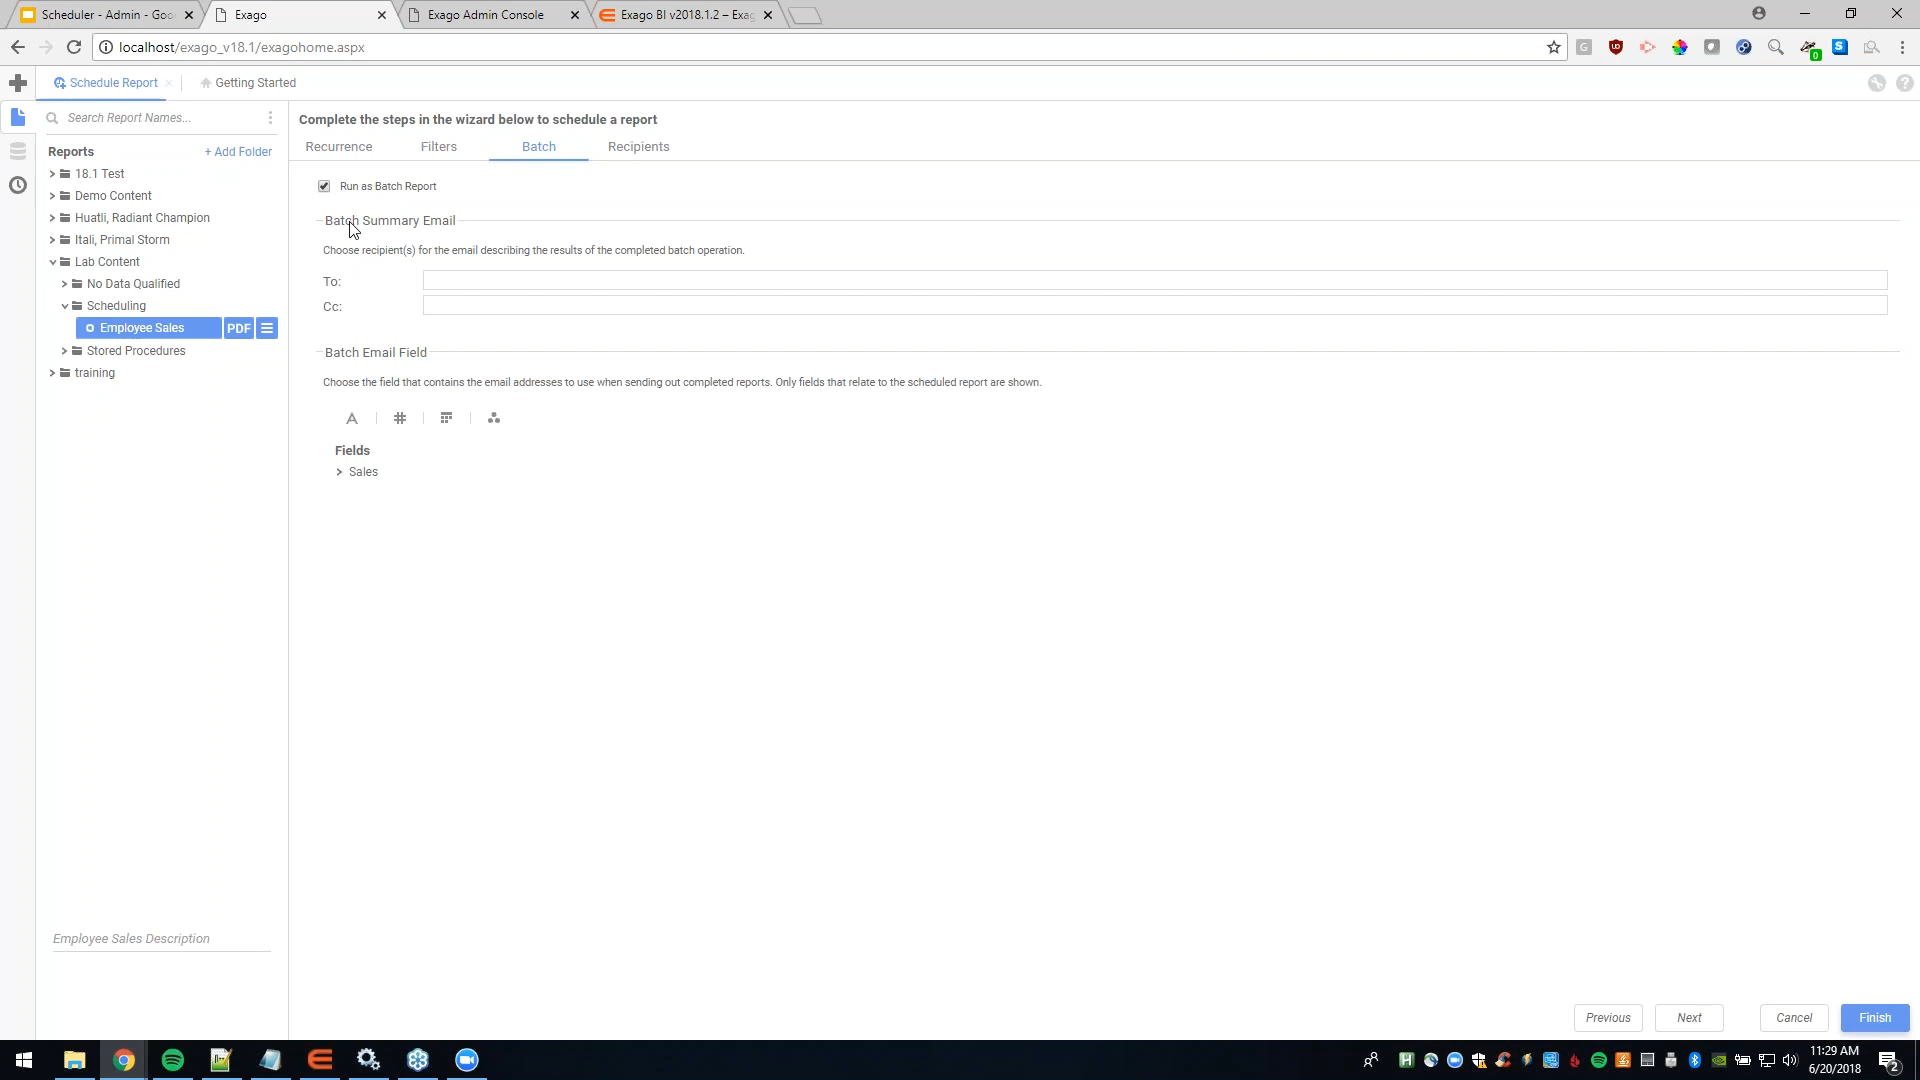 Scheduler - Admin - Goo
Exago
Exago Admin Console
Exago BI v2018.1.2 – Exag
localhost/exago_v18.1/exagohome.aspx
Schedule Report
Getting Started
Search Report Names...
Reports
+ Add Folder
18.1 Test
Demo Content
Huatli, Radiant Champion
Itali, Primal Storm
Lab Content
No Data Qualified
Scheduling
Employee Sales PDF
Stored Procedures
training
Employee Sales Description
Complete the steps in the wizard below to schedule a report
Recurrence Filters Batch Recipients
Run as Batch Report
Batch Summary Email
Choose recipient(s) for the email describing the results of the completed batch operation.
To:
Cc:
Batch Email Field
Choose the field that contains the email addresses to use when sending out completed reports. Only fields that relate to the scheduled report are shown.
A #
Fields
Sales
Previous Next Cancel Finish
11:29 AM
6/20/2018
2